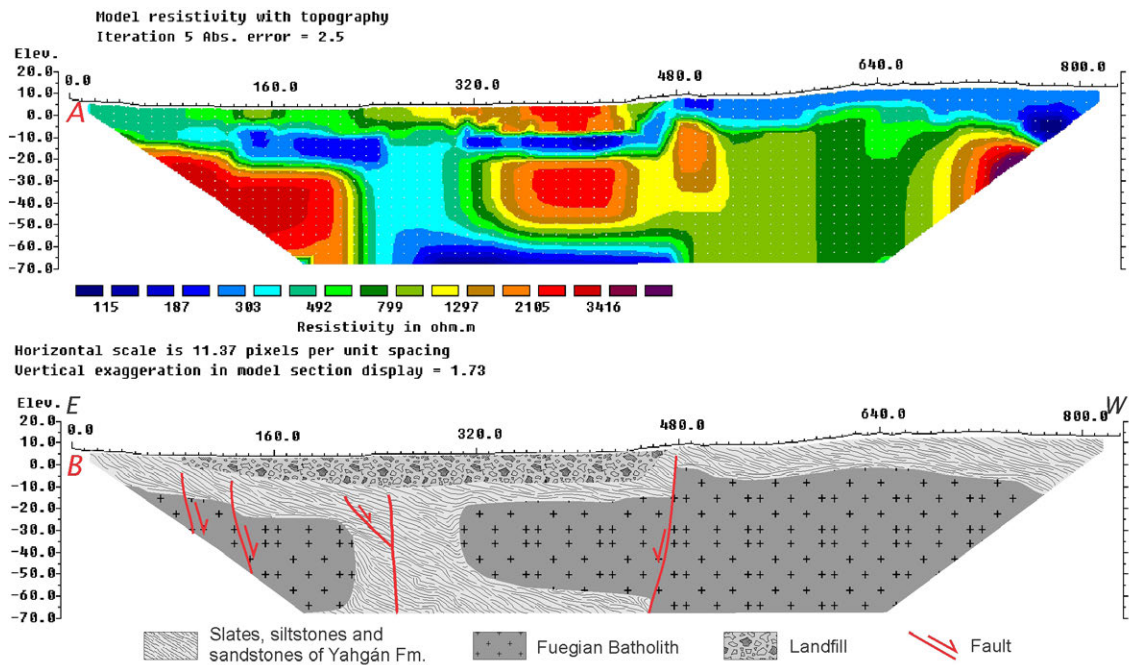 Model resistivity with topography
Iteration 5 Abs. error = 2.5
Elev.
0.0 160.0 320.0 480.0 640.0 800.0
20.0
10.0
0.0
-10.0
-20.0
-30.0
-40.0
-50.0
-60.0
-70.0
A
115 187 303 492 799 1297 2105 3416
Resistivity in ohm.m
Horizontal scale is 11.37 pixels per unit spacing
Vertical exaggeration in model section display = 1.73
Elev. E W
0.0 160.0 320.0 480.0 640.0 800.0
20.0
10.0
0.0
-10.0
-20.0
-30.0
-40.0
-50.0
-60.0
-70.0
B
Slates, siltstones and
sandstones of Yahgán Fm.
Fuegian Batholith
Landfill
Fault